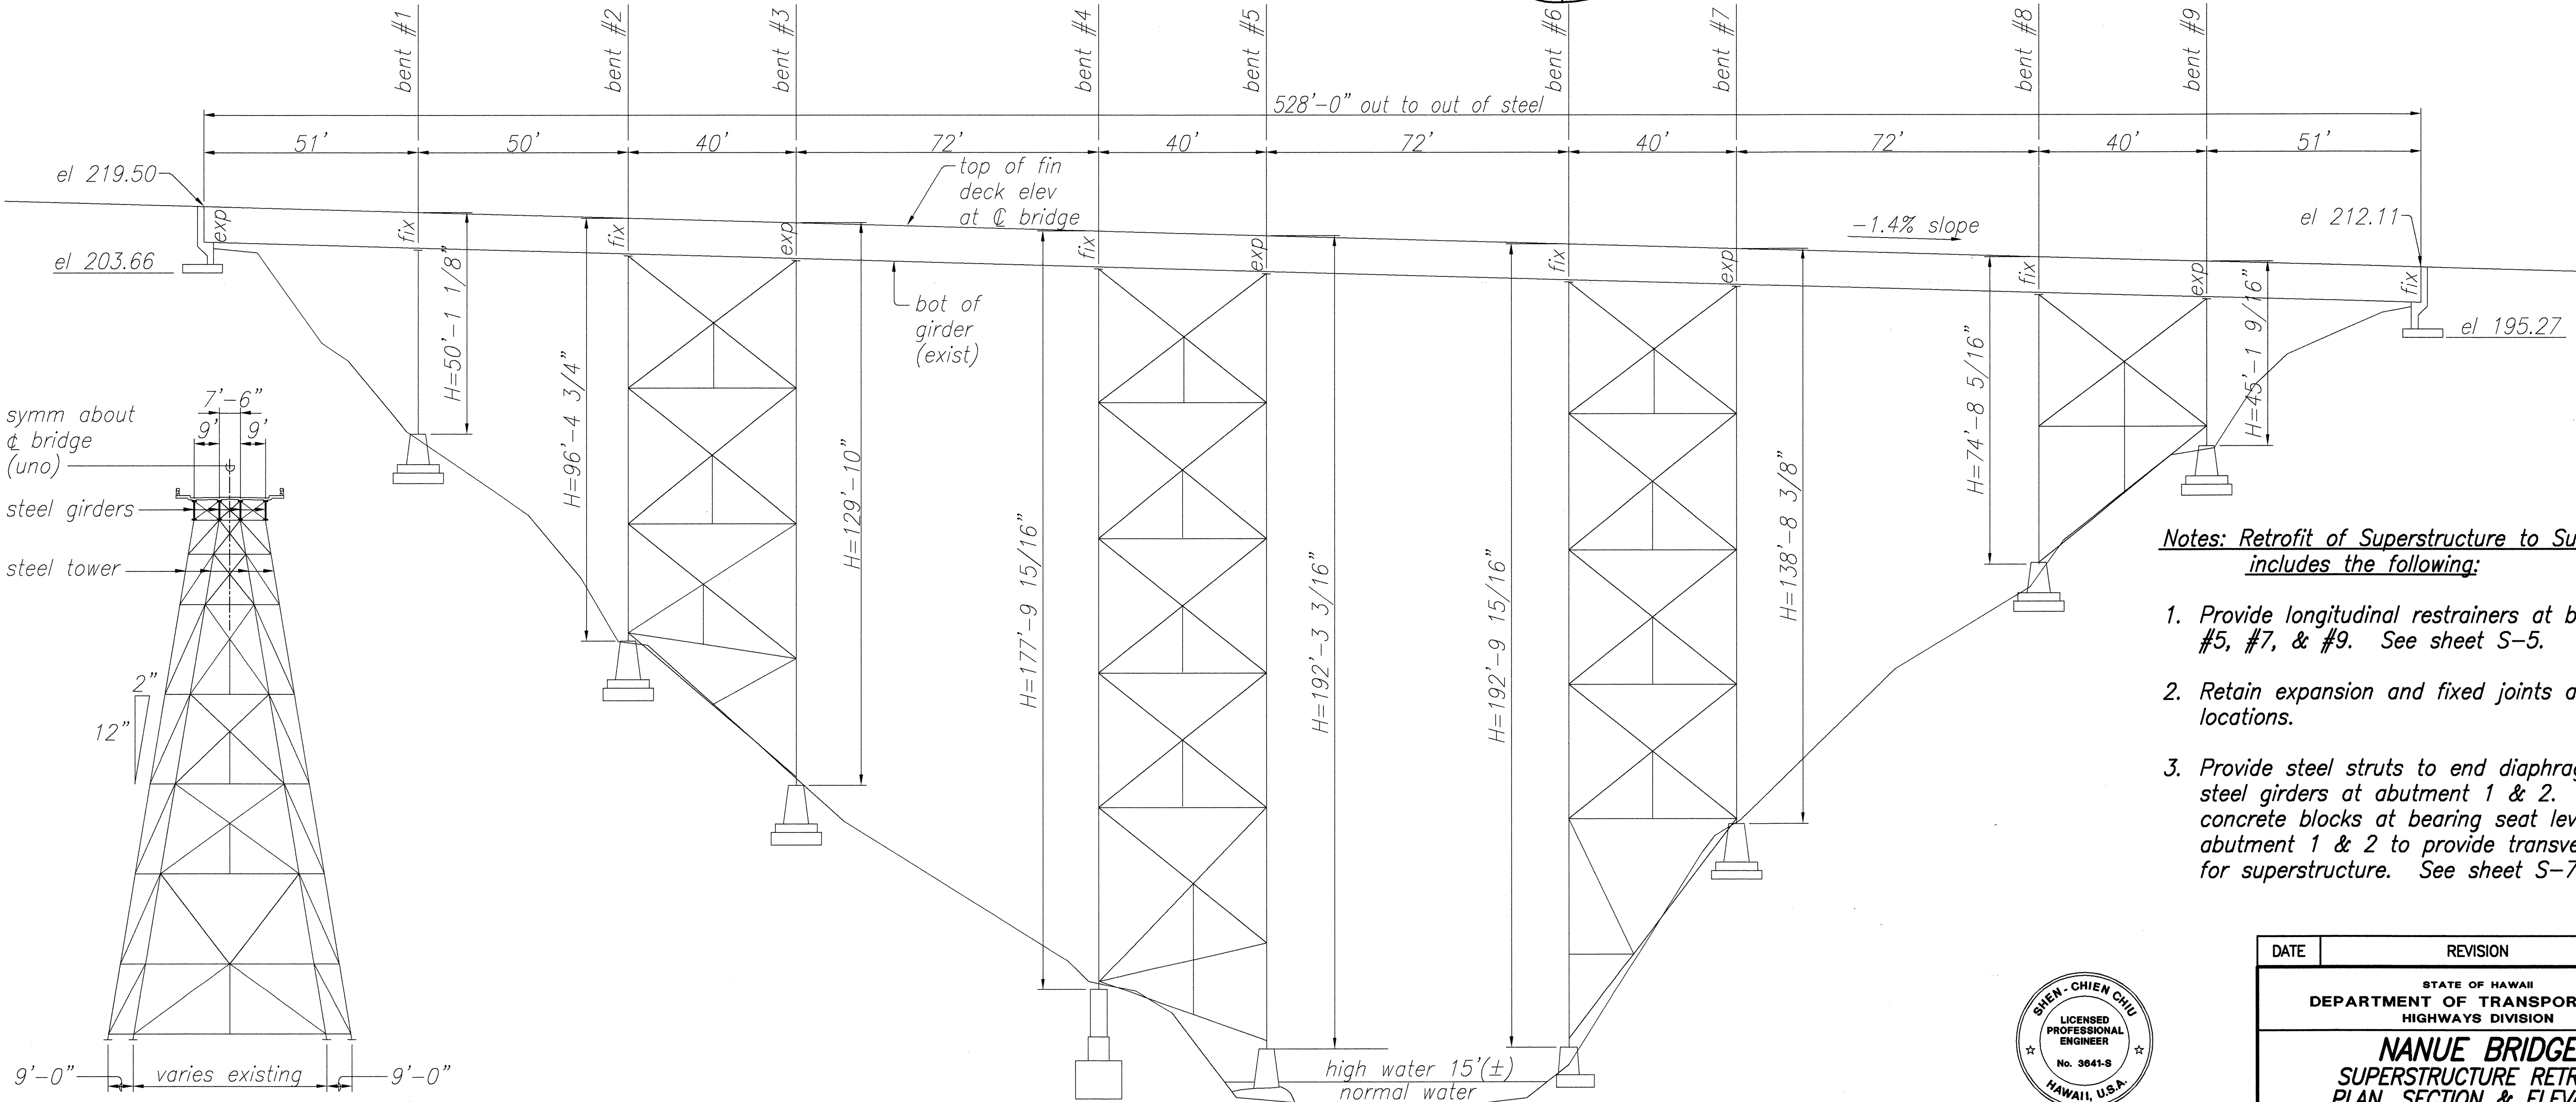 bent #1
bent #2
bent #3
bent #4
bent #5
bent #6
bent #7
bent #8
bent #9
528'-0" out to out of steel
51'
50'
40'
72'
40'
72'
40'
72'
40'
51'
el 219.50
top of fin
deck elev
at ℄ bridge
-1.4% slope
el 212.11
exp
fix
fix
exp
fix
exp
fix
exp
fix
exp
fix
el 203.66
el 195.27
bot of
girder
(exist)
H=50'-1 1/8"
H=96'-4 3/4"
H=129'-10"
H=177'-9 15/16"
H=192'-3 3/16"
H=192'-9 15/16"
H=138'-8 3/8"
H=74'-8 5/16"
H=45'-1 9/16"
7'-6"
9'
9'
symm about
℄ bridge
(uno)
steel girders
steel tower
2"
12"
9'-0"
varies existing
9'-0"
high water 15'(±)
normal water
Notes: Retrofit of Superstructure to
includes the following:
1. Provide longitudinal restrainers at
#5, #7, & #9. See sheet S-5.
2. Retain expansion and fixed joints
locations.
3. Provide steel struts to end
steel girders at abutment 1 & 2.
concrete blocks at bearing seat
abutment 1 & 2 to provide
for superstructure. See sheet S-7
SHEN-CHIEN CHIU
LICENSED
PROFESSIONAL
ENGINEER
No. 3641-S
HAWAII, U.S.A.
DATE
REVISION
STATE OF HAWAII
DEPARTMENT OF
HIGHWAYS DIVISION
NANUE BRIDGE
SUPERSTRUCTURE
PLAN, SECTION &